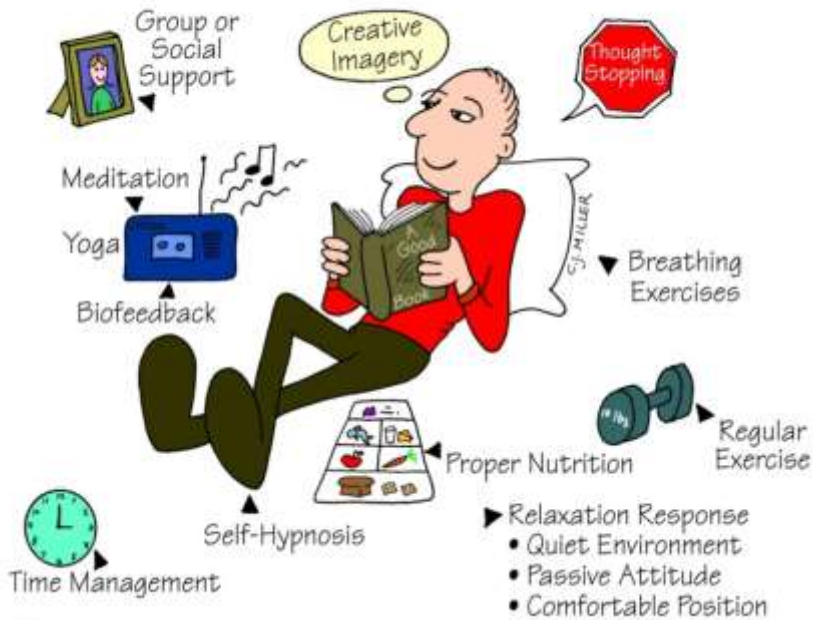 Group or
Social
Support
Creative
Imagery
Thought
Stopping
Meditation
Yoga
Biofeedback
A
Good
Book
C.J. MILLER
Breathing
Exercises
10 lbs
Regular
Exercise
Proper Nutrition
Self-Hypnosis
Time Management
Relaxation Response
• Quiet Environment
• Passive Attitude
• Comfortable Position